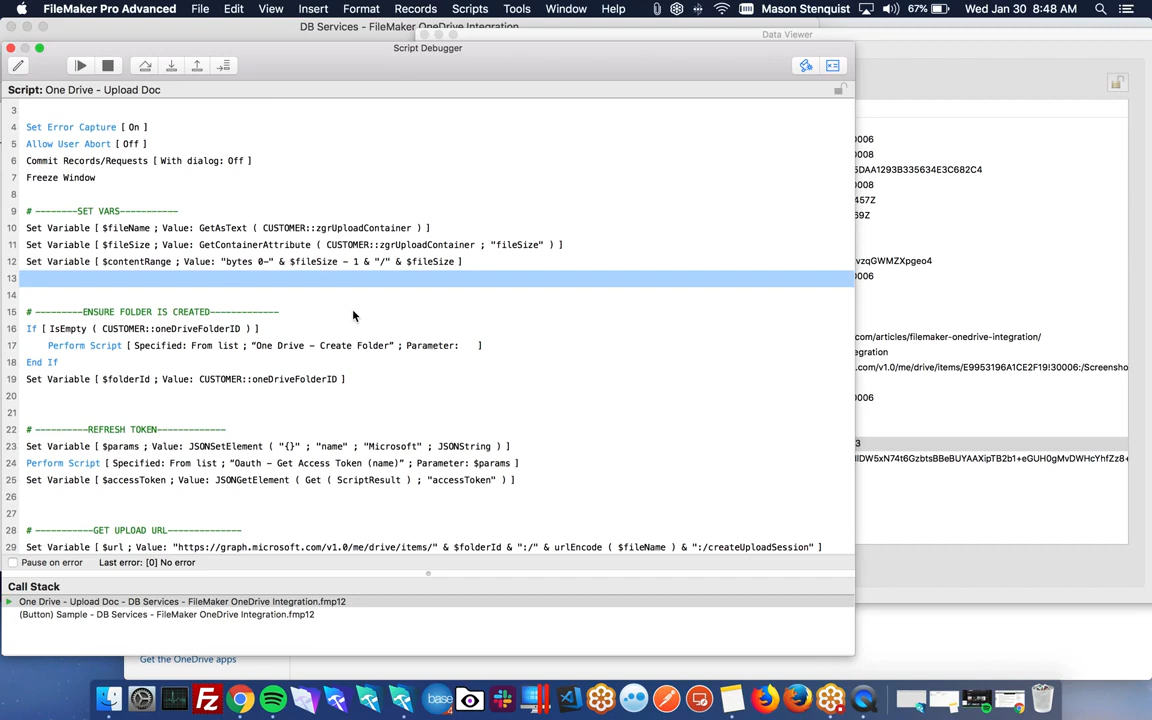 FileMaker Pro Advanced File Edit View Insert Format Records Scripts Tools Window Help Mason Stenquist 67% Wed Jan 30 8:48 AM
DB Services - FileMaker OneDrive Integration
Data Viewer
Script Debugger
Script: One Drive - Upload Doc
3
4 Set Error Capture [ On ]
5 Allow User Abort [ Off ]
6 Commit Records/Requests [ With dialog: Off ]
7 Freeze Window
8
9 # --------SET VARS-----------
10 Set Variable [ $fileName ; Value: GetAsText ( CUSTOMER::zgrUploadContainer ) ]
11 Set Variable [ $fileSize ; Value: GetContainerAttribute ( CUSTOMER::zgrUploadContainer ; "fileSize" ) ]
12 Set Variable [ $contentRange ; Value: "bytes 0-" & $fileSize - 1 & "/" & $fileSize ]
13
14
15 # ---------ENSURE FOLDER IS CREATED-------------
16 If [ IsEmpty ( CUSTOMER::oneDriveFolderID ) ]
17 Perform Script [ Specified: From list ; “One Drive - Create Folder” ; Parameter: ]
18 End If
19 Set Variable [ $folderId ; Value: CUSTOMER::oneDriveFolderID ]
20
21
22 # ---------REFRESH TOKEN-------------
23 Set Variable [ $params ; Value: JSONSetElement ( "{}" ; "name" ; "Microsoft" ; JSONString ) ]
24 Perform Script [ Specified: From list ; “Oauth - Get Access Token (name)” ; Parameter: $params ]
25 Set Variable [ $accessToken ; Value: JSONGetElement ( Get ( ScriptResult ) ; "accessToken" ) ]
26
27
28 # -----------GET UPLOAD URL--------------
29 Set Variable [ $url ; Value: "https://graph.microsoft.com/v1.0/me/drive/items/" & $folderId & ":/" & urlEncode ( $fileName ) & ":/createUploadSession" ]
0006
0008
5DAA1293B335634E3C682C4
0008
457Z
69Z
vzqGWMZXpgeo4
0006
com/articles/filemaker-onedrive-integration/
egration
.com/v1.0/me/drive/items/E9953196A1CE2F19!30006:/Screensho
0006
3
Pause on error Last error: [0] No error
Call Stack
One Drive - Upload Doc - DB Services - FileMaker OneDrive Integration.fmp12
(Button) Sample - DB Services - FileMaker OneDrive Integration.fmp12
Get the OneDrive apps
base